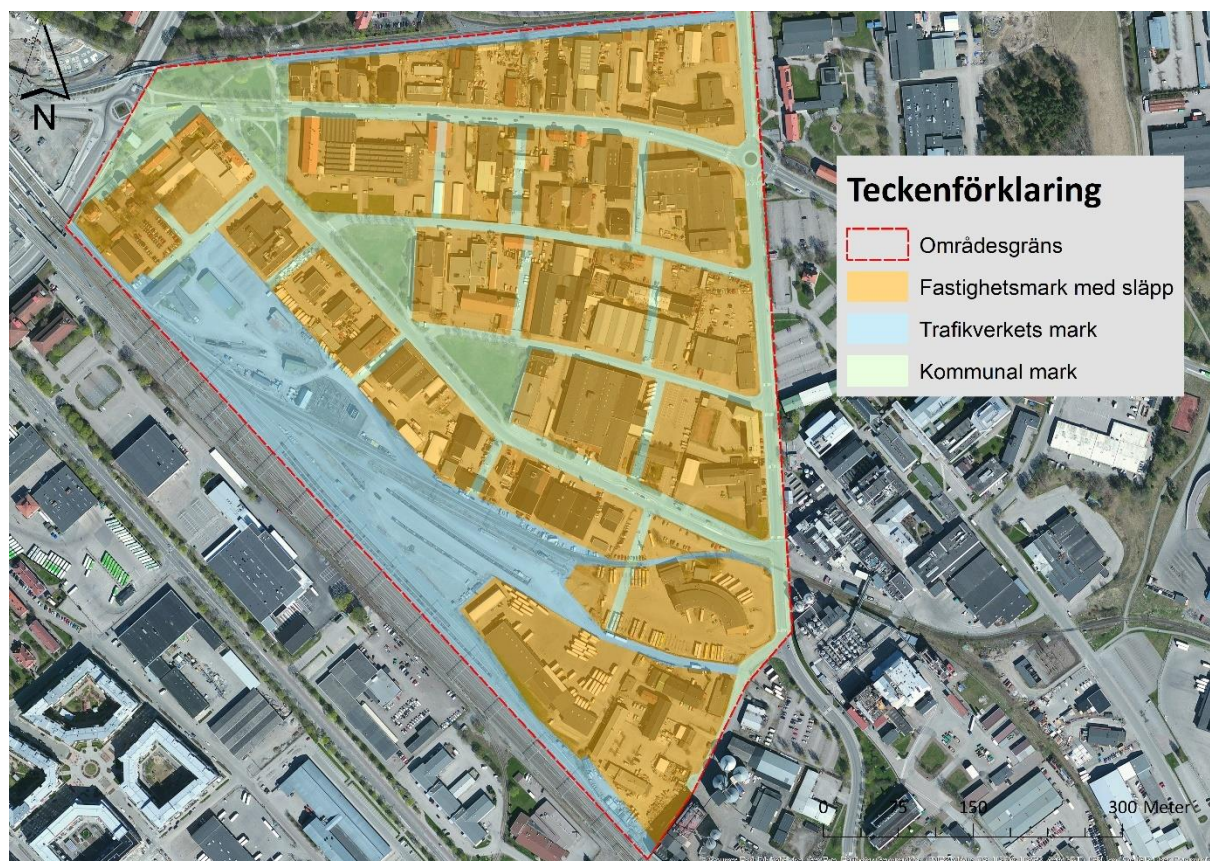 N
Teckenförklaring
Områdesgräns
Fastighetsmark med släpp
Trafikverkets mark
Kommunal mark
0 75 150 300 Meter